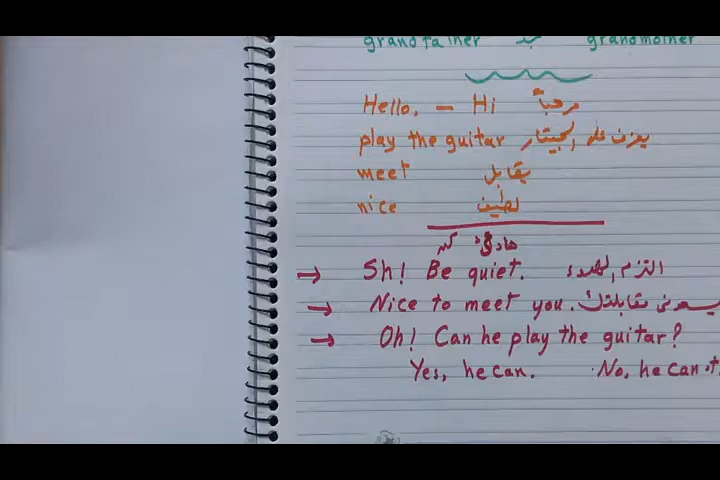 grandfather جد grandmother
Hello. – Hi مرحباً
play the guitar يعزف على الجيتار
meet يقابل
nice لطيف
كن هادئ
→ Sh! Be quiet. التزم الهدوء
→ Nice to meet you. يسعدنى مقابلتك
→ Oh! Can he play the guitar?
Yes, he can. No, he can't